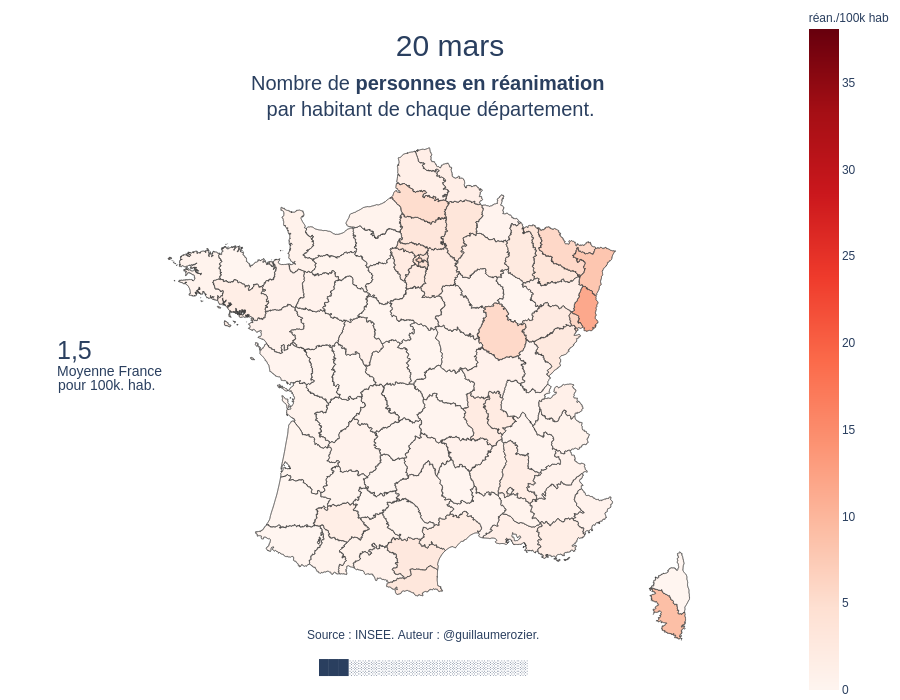 réan./100k hab
20 mars
Nombre de personnes en réanimation
par habitant de chaque département.
35
30
25
20
15
10
5
0
1,5
Moyenne France
pour 100k. hab.
Source : INSEE. Auteur : @guillaumerozier.